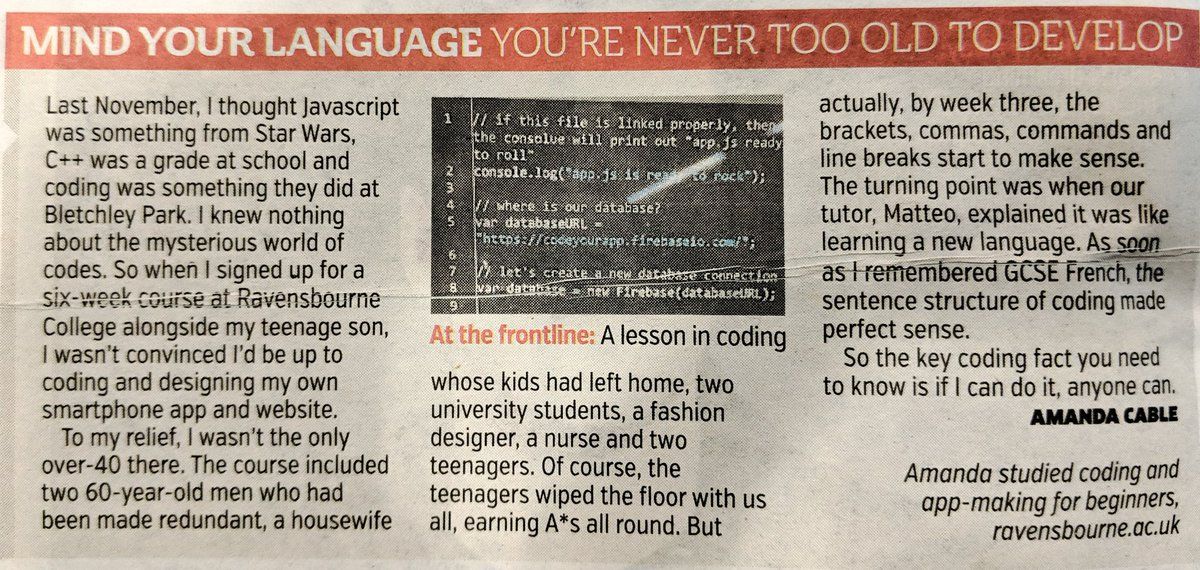 MIND YOUR LANGUAGE YOU'RE NEVER TOO OLD TO DEVELOP
Last November, I thought Javascript
was something from Star Wars,
C++ was a grade at school and
coding was something they did at
Bletchley Park. I knew nothing
about the mysterious world of
codes. So when I signed up for a
six-week course at Ravensbourne
College alongside my teenage son,
I wasn't convinced I'd be up to
coding and designing my own
smartphone app and website.
To my relief, I wasn't the only
over-40 there. The course included
two 60-year-old men who had
been made redundant, a housewife
1 // if this file is linked properly, then
the consolue will print out "app.js ready
to roll"
2 console.log("app.js is ready to rock");
3
4 // where is our database?
5 var databaseURL =
"https://codeyourapp.firebaseio.com/";
6
7 // let's create a new database connection
8 var database = new Firebase(databaseURL);
9
At the frontline: A lesson in coding
whose kids had left home, two
university students, a fashion
designer, a nurse and two
teenagers. Of course, the
teenagers wiped the floor with us
all, earning A*s all round. But
actually, by week three, the
brackets, commas, commands and
line breaks start to make sense.
The turning point was when our
tutor, Matteo, explained it was like
learning a new language. As soon
as I remembered GCSE French, the
sentence structure of coding made
perfect sense.
So the key coding fact you need
to know is if I can do it, anyone can.
AMANDA CABLE
Amanda studied coding and
app-making for beginners,
ravensbourne.ac.uk